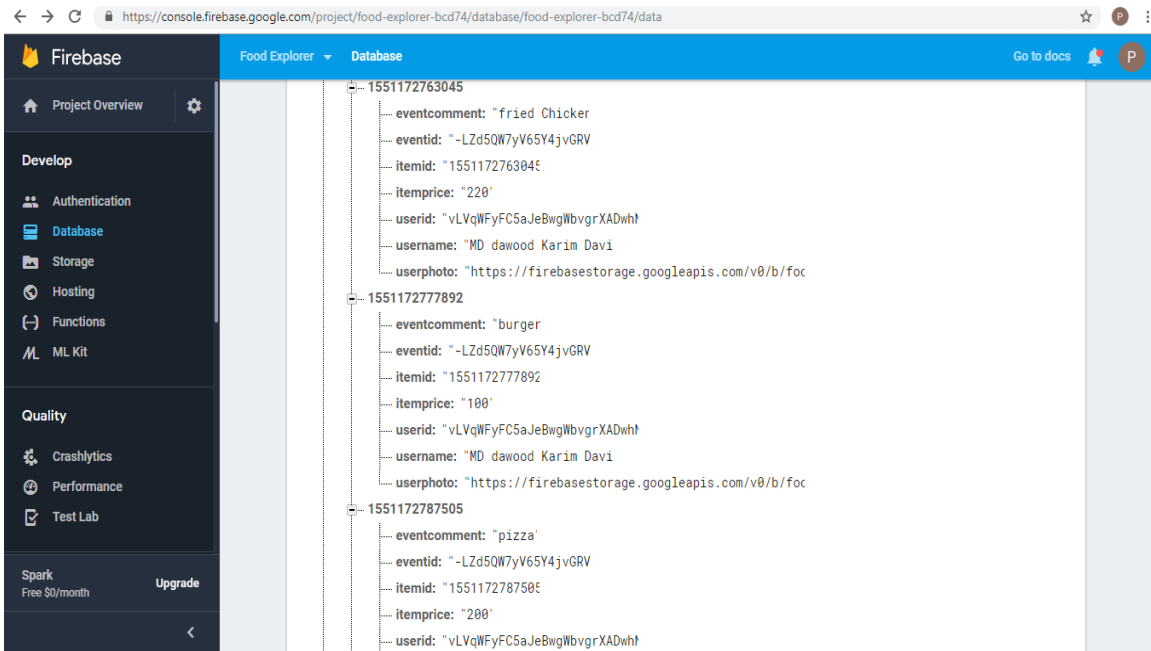 https://console.firebase.google.com/project/food-explorer-bcd74/database/food-explorer-bcd74/data
P
Firebase
Food Explorer
Database
Go to docs
P
Project Overview
Develop
Authentication
Database
Storage
Hosting
Functions
ML Kit
Quality
Crashlytics
Performance
Test Lab
Spark
Free $0/month
Upgrade
1551172763045
eventcomment: "fried Chicker
eventid: "-LZd5QW7yV65Y4jvGRV
itemid: "1551172763045
itemprice: "220"
userid: "vLVqWFyFC5aJeBwgWbvgrXADwhN
username: "MD dawood Karim Davi
userphoto: "https://firebasestorage.googleapis.com/v0/b/foo
1551172777892
eventcomment: "burger
eventid: "-LZd5QW7yV65Y4jvGRV
itemid: "1551172777892
itemprice: "100"
userid: "vLVqWFyFC5aJeBwgWbvgrXADwhN
username: "MD dawood Karim Davi
userphoto: "https://firebasestorage.googleapis.com/v0/b/foo
1551172787505
eventcomment: "pizza"
eventid: "-LZd5QW7yV65Y4jvGRV
itemid: "1551172787505
itemprice: "200"
userid: "vLVqWFyFC5aJeBwgWbvgrXADwhN